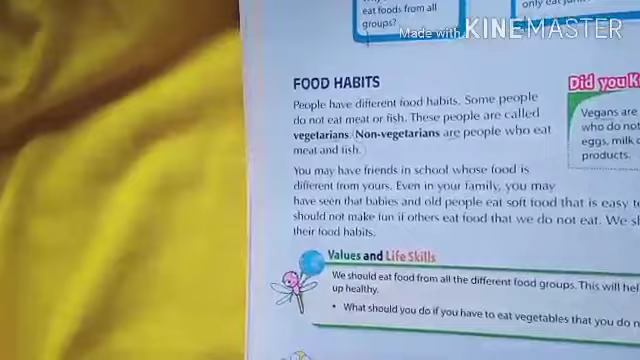 eat foods from all
groups?
only eat
Made with KINEMASTER
FOOD HABITS
Did you
People have different food habits. Some people
do not eat meat or fish. These people are called
vegetarians. Non-vegetarians are people who eat
meat and fish.
Vegans are
who do not
eggs, milk
products.
You may have friends in school whose food is
different from yours. Even in your family, you may
have seen that babies and old people eat soft food that is easy
should not make fun if others eat food that we do not eat. We
their food habits.
Values and Life Skills
We should eat food from all the different food groups. This will
up healthy.
• What should you do if you have to eat vegetables that you do